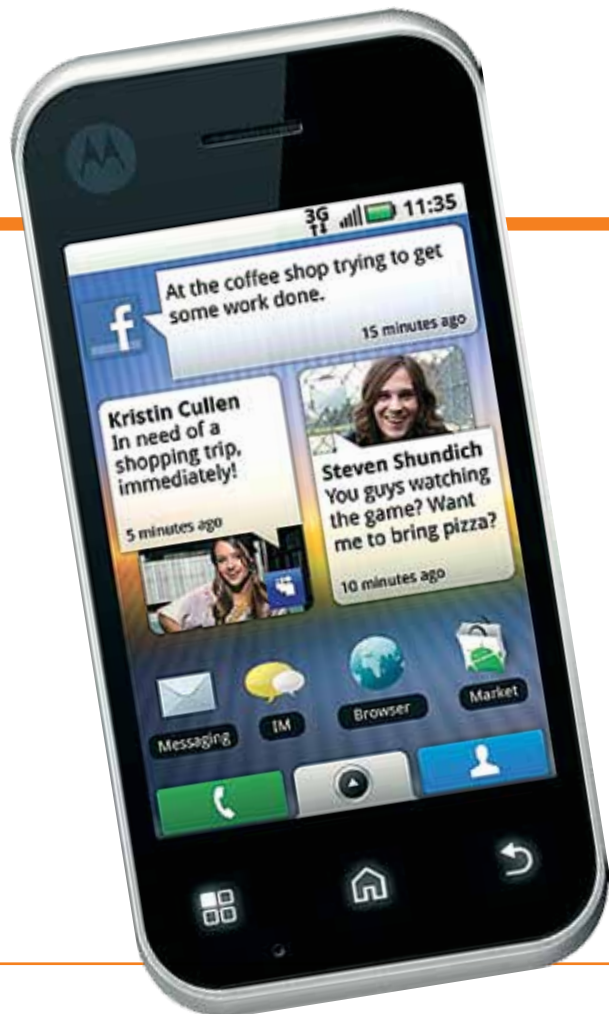 3G 11:35
At the coffee shop trying to get
some work done.
15 minutes ago
Kristin Cullen
In need of a
shopping trip,
immediately!
5 minutes ago
Steven Shundich
You guys watching
the game? Want
me to bring pizza?
10 minutes ago
Messaging
IM
Browser
Market